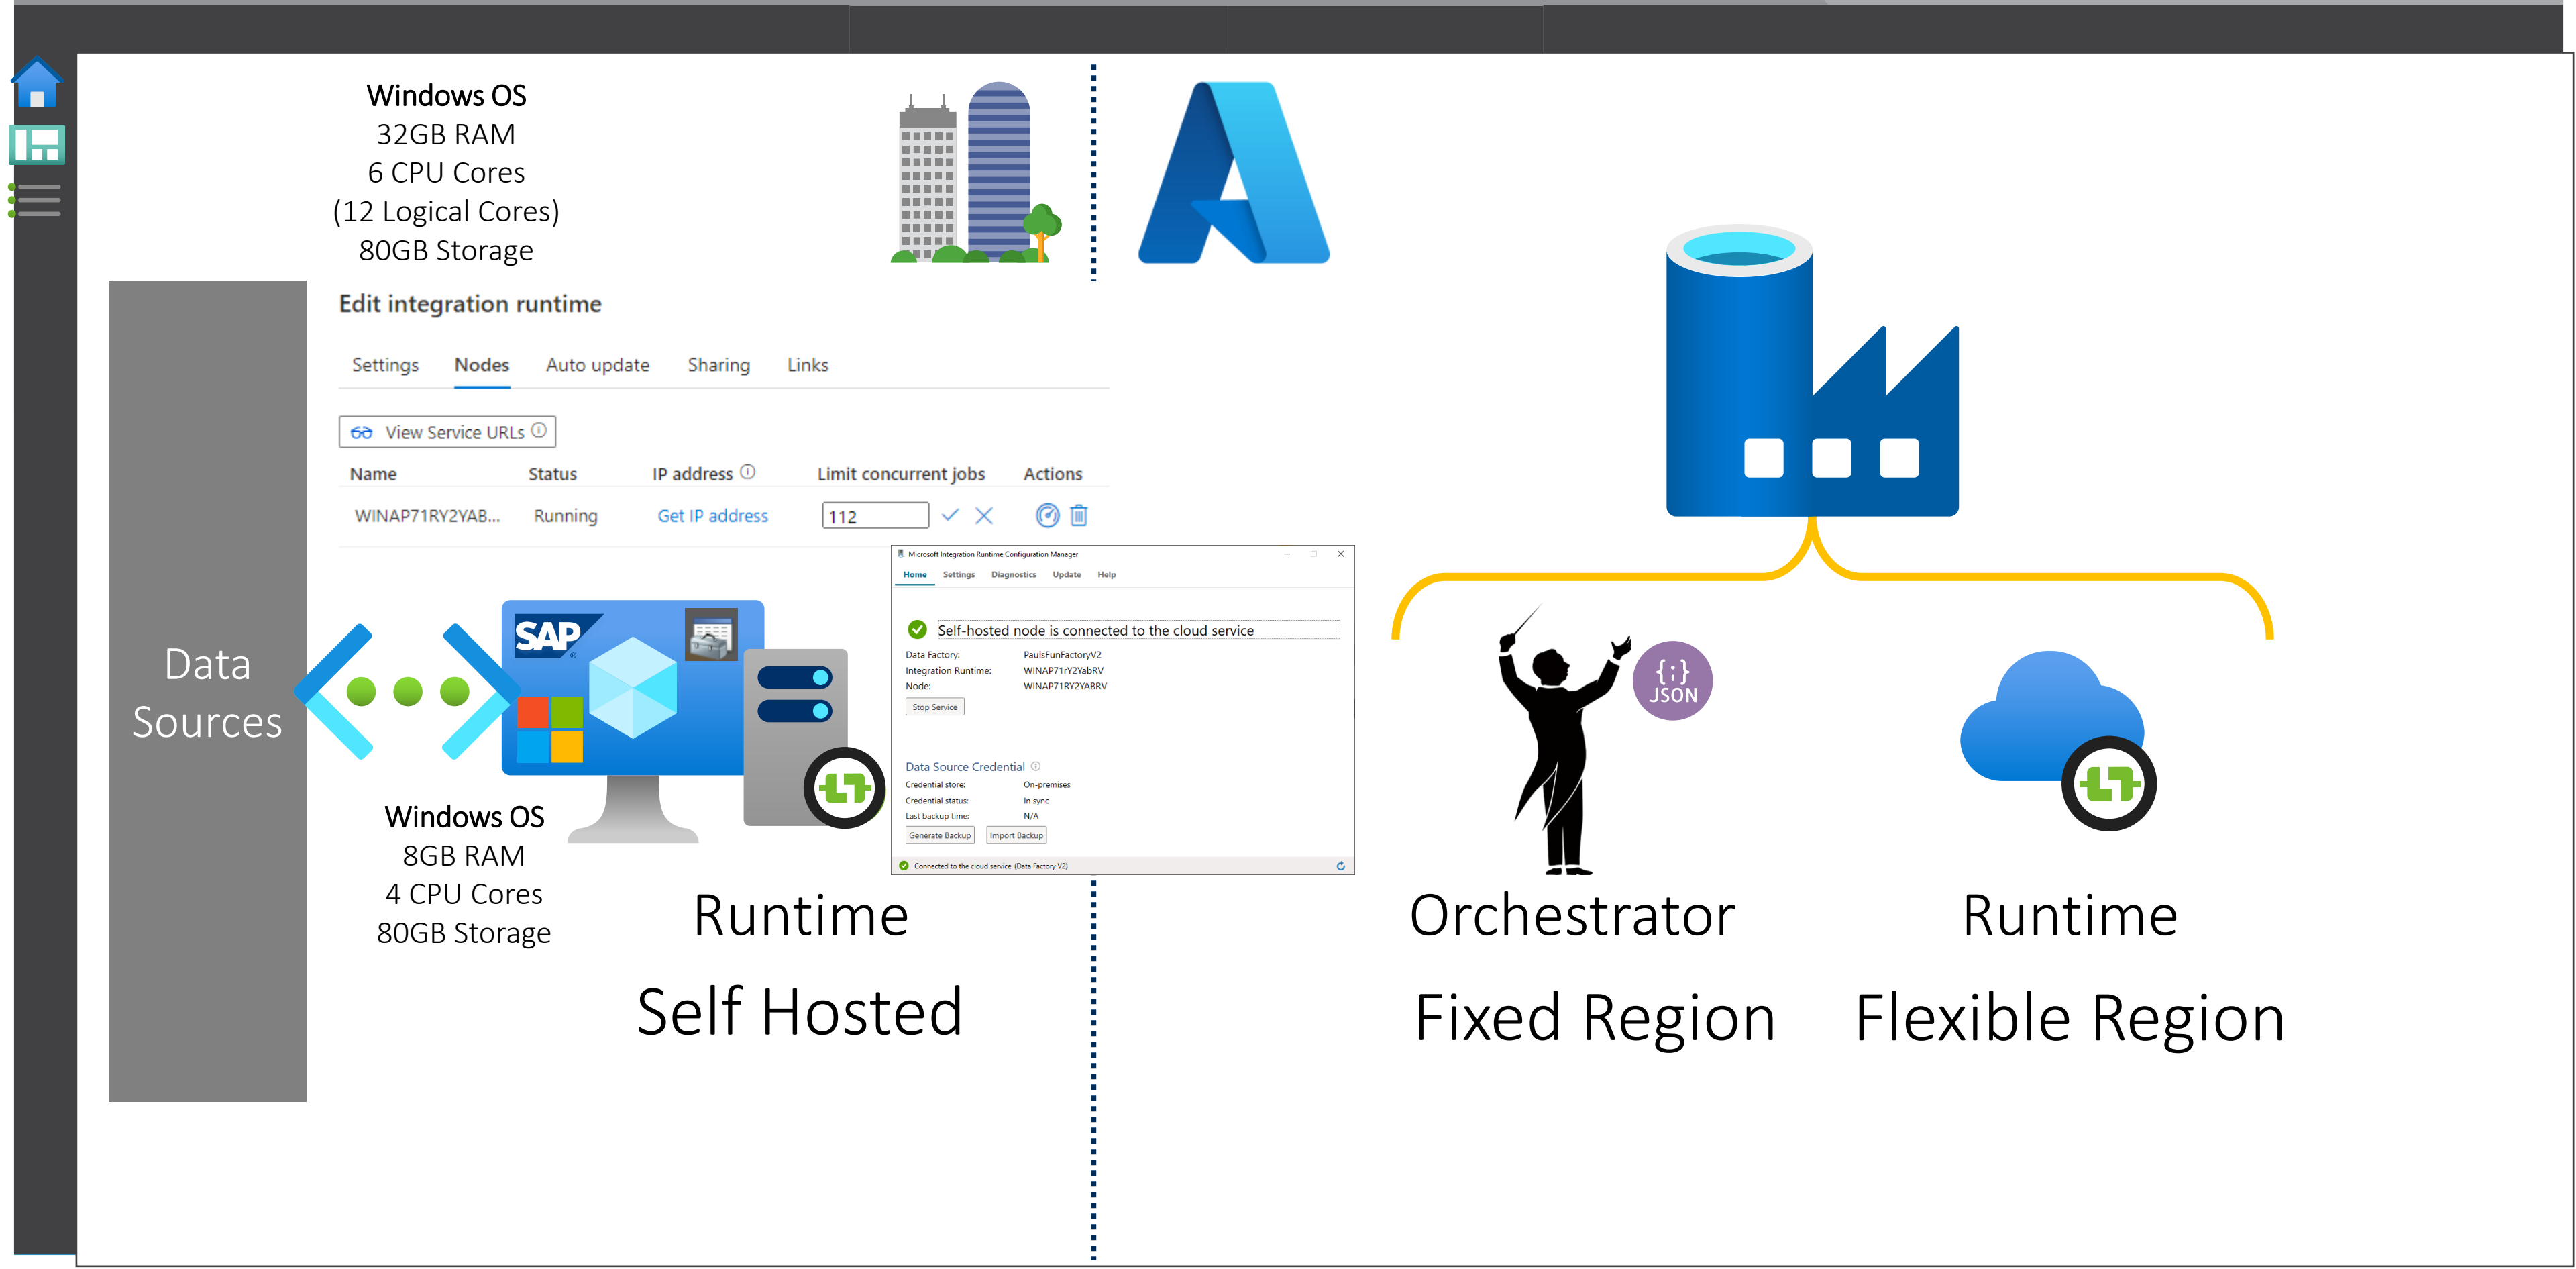 Windows OS
32GB RAM
6 CPU Cores
(12 Logical Cores)
80GB Storage
Edit integration runtime
Settings Nodes Auto update Sharing Links
View Service URLs
Name Status IP address Limit concurrent jobs Actions
WINAP71RY2YAB... Running Get IP address 112
Data
Sources
SAP
Windows OS
8GB RAM
4 CPU Cores
80GB Storage
Microsoft Integration Runtime Configuration Manager
Home Settings Diagnostics Update Help
Self-hosted node is connected to the cloud service
Data Factory: PaulsFunFactoryV2
Integration Runtime: WINAP71rY2YabRV
Node: WINAP71RY2YABRV
Stop Service
Data Source Credential
Credential store: On-premises
Credential status: In sync
Last backup time: N/A
Generate Backup Import Backup
Connected to the cloud service (Data Factory V2)
Runtime
Self Hosted
{;}
JSON
Orchestrator
Fixed Region
Runtime
Flexible Region